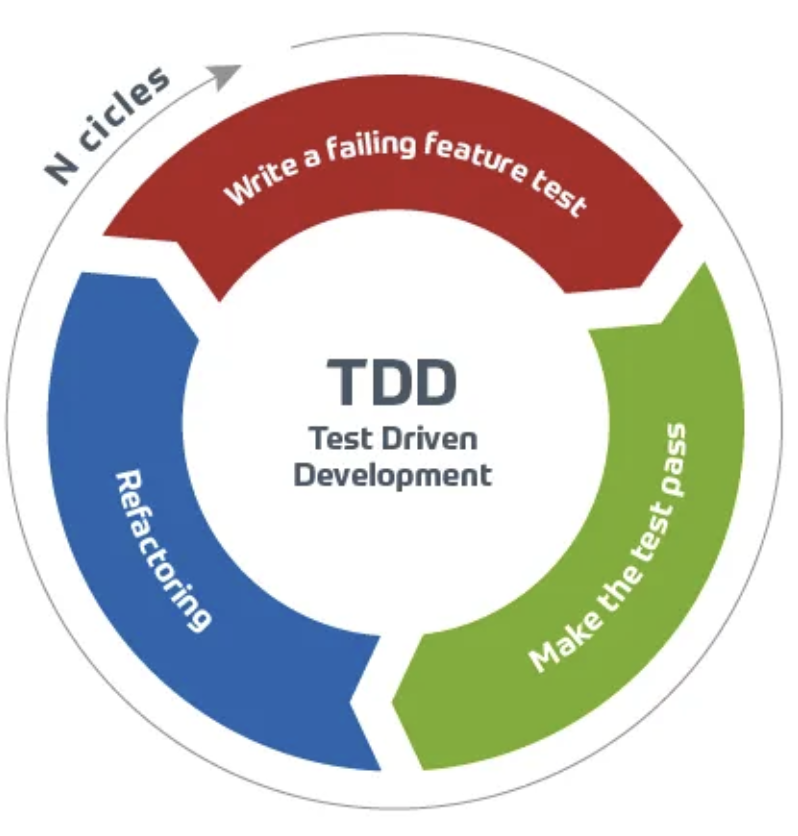 N cicles
Write a failing feature test
TDD
Test Driven
Development
Refactoring
Make the test pass